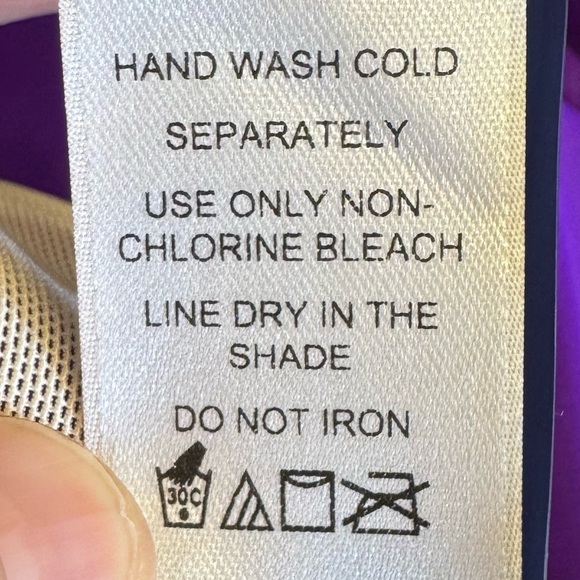 HAND WASH COLD
SEPARATELY
USE ONLY NON-
CHLORINE BLEACH
LINE DRY IN THE
SHADE
DO NOT IRON
30C